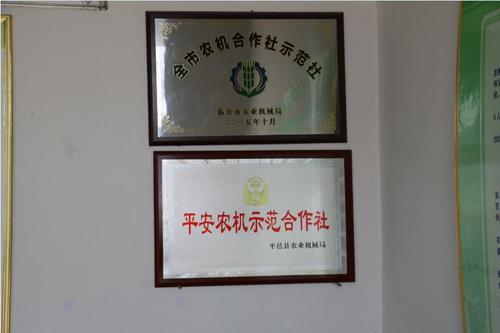 全市农机合作社示范社
临沂市农业机械局
二〇一五年十月
平安农机示范合作社
平邑县农业机械局